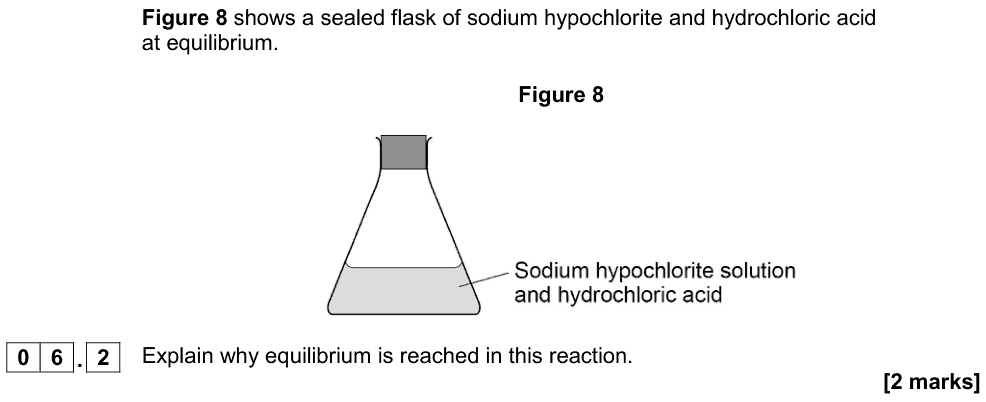 Figure 8 shows a sealed flask of sodium hypochlorite and hydrochloric acid
at equilibrium.
Figure 8
Sodium hypochlorite solution
and hydrochloric acid
0 6 . 2 Explain why equilibrium is reached in this reaction.
[2 marks]